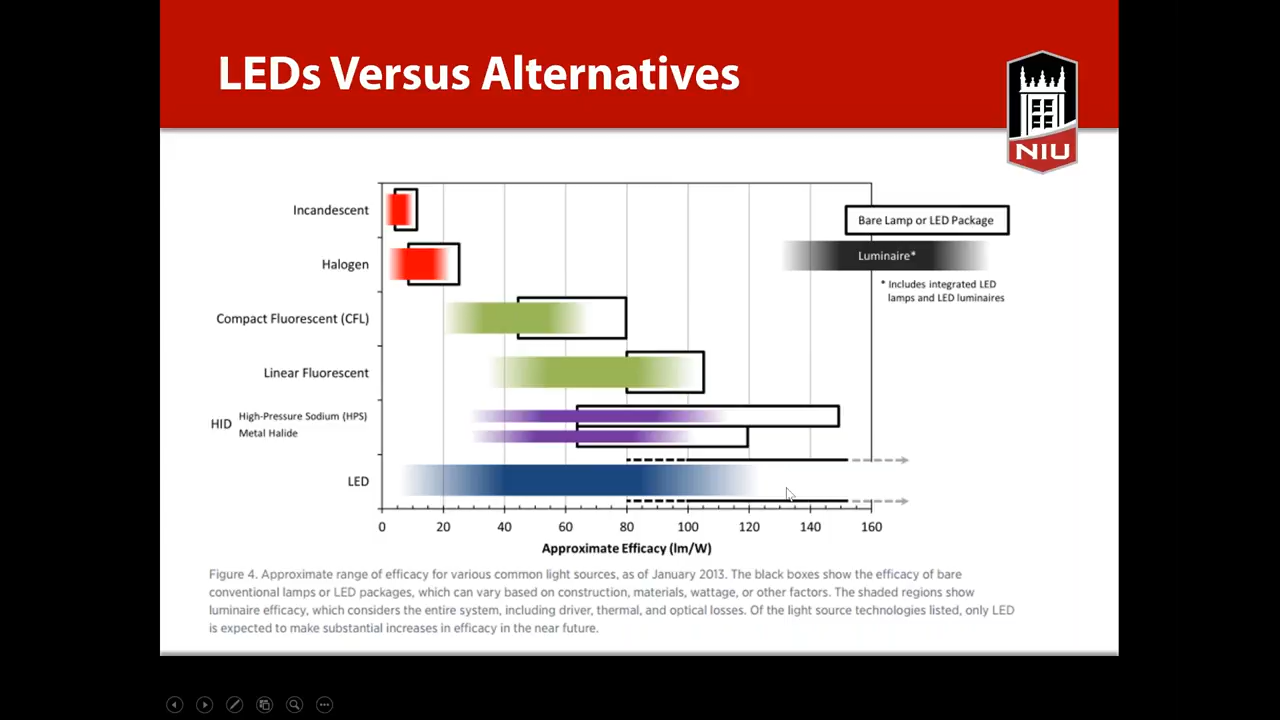 LEDs Versus Alternatives
NIU
Incandescent
Halogen
Compact Fluorescent (CFL)
Linear Fluorescent
HID
High-Pressure Sodium (HPS)
Metal Halide
LED
Bare Lamp or LED Package
Luminaire*
* Includes integrated LED
lamps and LED luminaires
0 20 40 60 80 100 120 140 160
Approximate Efficacy (lm/W)
Figure 4. Approximate range of efficacy for various common light sources, as of January 2013. The black boxes show the efficacy of bare
conventional lamps or LED packages, which can vary based on construction, materials, wattage, or other factors. The shaded regions show
luminaire efficacy, which considers the entire system, including driver, thermal, and optical losses. Of the light source technologies listed, only LED
is expected to make substantial increases in efficacy in the near future.